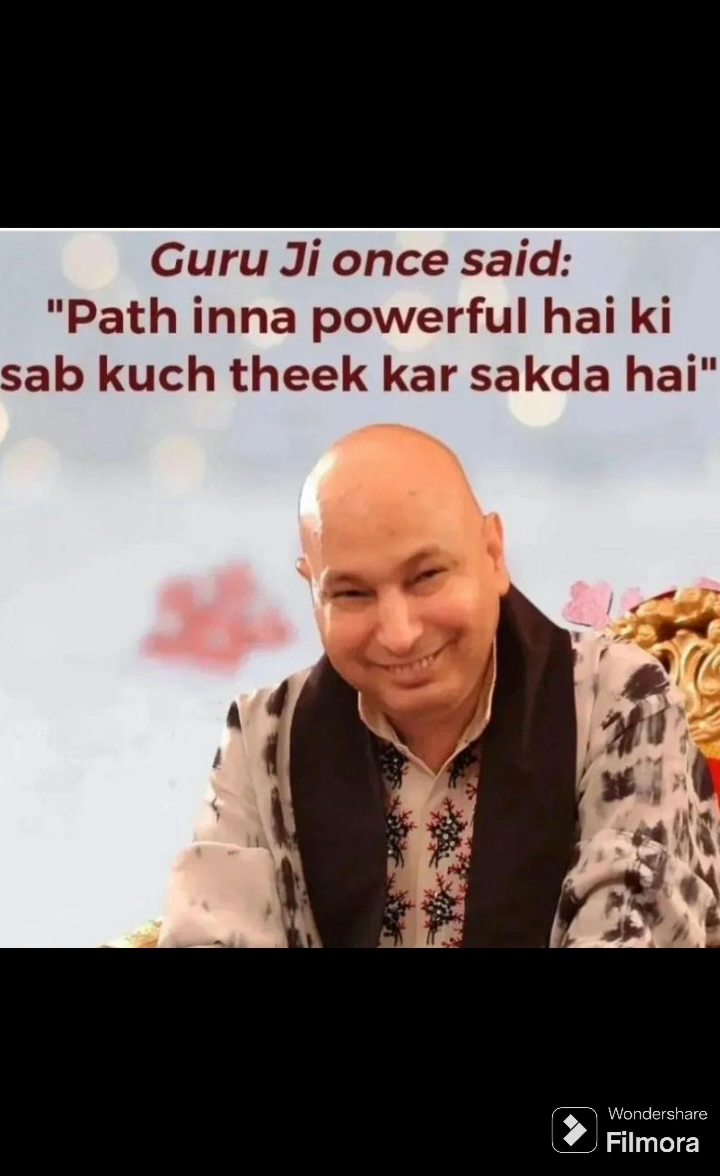 Guru Ji once said:
"Path inna powerful hai ki
sab kuch theek kar sakda hai"
Wondershare
Filmora